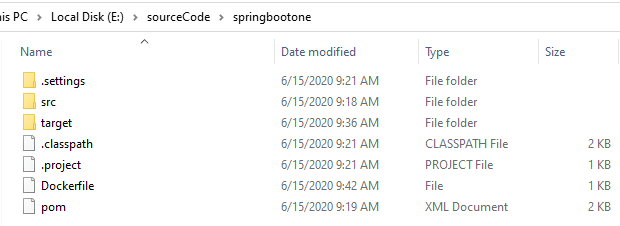 his PC > Local Disk (E:) > sourceCode > springbootone
Name Date modified Type Size
.settings 6/15/2020 9:21 AM File folder
src 6/15/2020 9:18 AM File folder
target 6/15/2020 9:36 AM File folder
.classpath 6/15/2020 9:21 AM CLASSPATH File 2 KB
.project 6/15/2020 9:21 AM PROJECT File 1 KB
Dockerfile 6/15/2020 9:42 AM File 1 KB
pom 6/15/2020 9:19 AM XML Document 2 KB